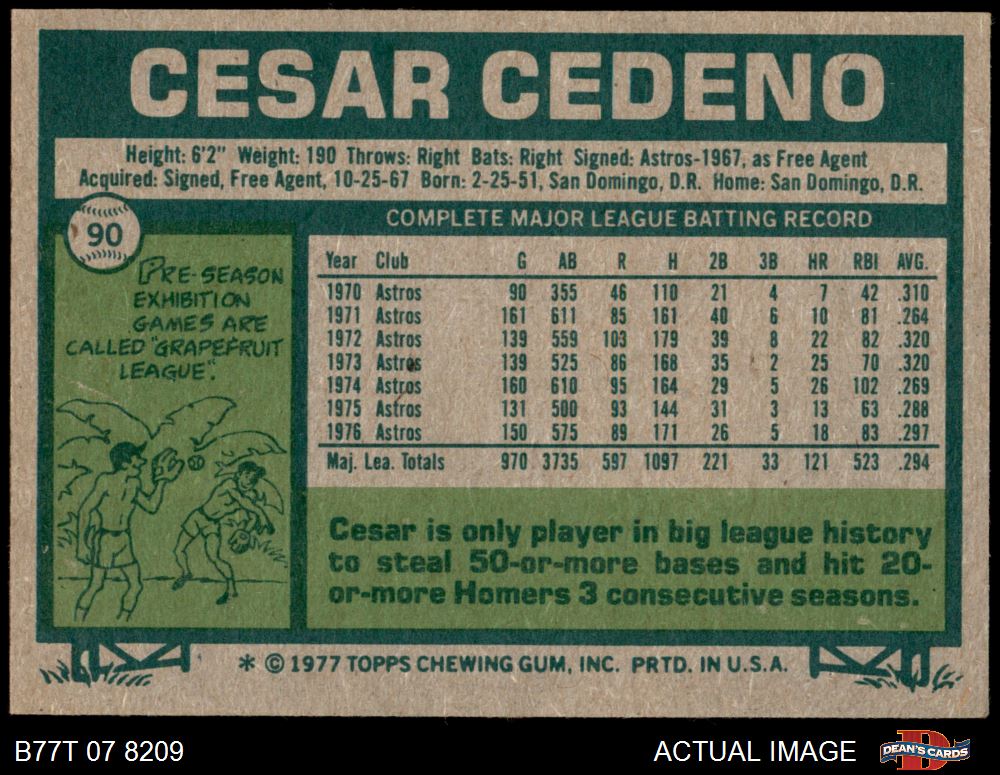 CESAR CEDENO
Height: 6'2" Weight: 190 Throws: Right Bats: Right Signed: Astros-1967, as Free Agent
Acquired: Signed, Free Agent, 10-25-67 Born: 2-25-51, San Domingo, D.R. Home: San Domingo, D.R.
90
PRE-SEASON
EXHIBITION
GAMES ARE
CALLED "GRAPEFRUIT
LEAGUE."
COMPLETE MAJOR LEAGUE BATTING RECORD
Year Club G AB R H 2B 3B HR RBI AVG.
1970 Astros 90 355 46 110 21 4 7 42 .310
1971 Astros 161 611 85 161 40 6 10 81 .264
1972 Astros 139 559 103 179 39 8 22 82 .320
1973 Astros 139 525 86 168 35 2 25 70 .320
1974 Astros 160 610 95 164 29 5 26 102 .269
1975 Astros 131 500 93 144 31 3 13 63 .288
1976 Astros 150 575 89 171 26 5 18 83 .297
Maj. Lea. Totals 970 3735 597 1097 221 33 121 523 .294
Cesar is only player in big league history
to steal 50-or-more bases and hit 20-
or-more Homers 3 consecutive seasons.
* © 1977 TOPPS CHEWING GUM, INC. PRTD. IN U.S.A.
B77T 07 8209
ACTUAL IMAGE
DEAN'S CARDS